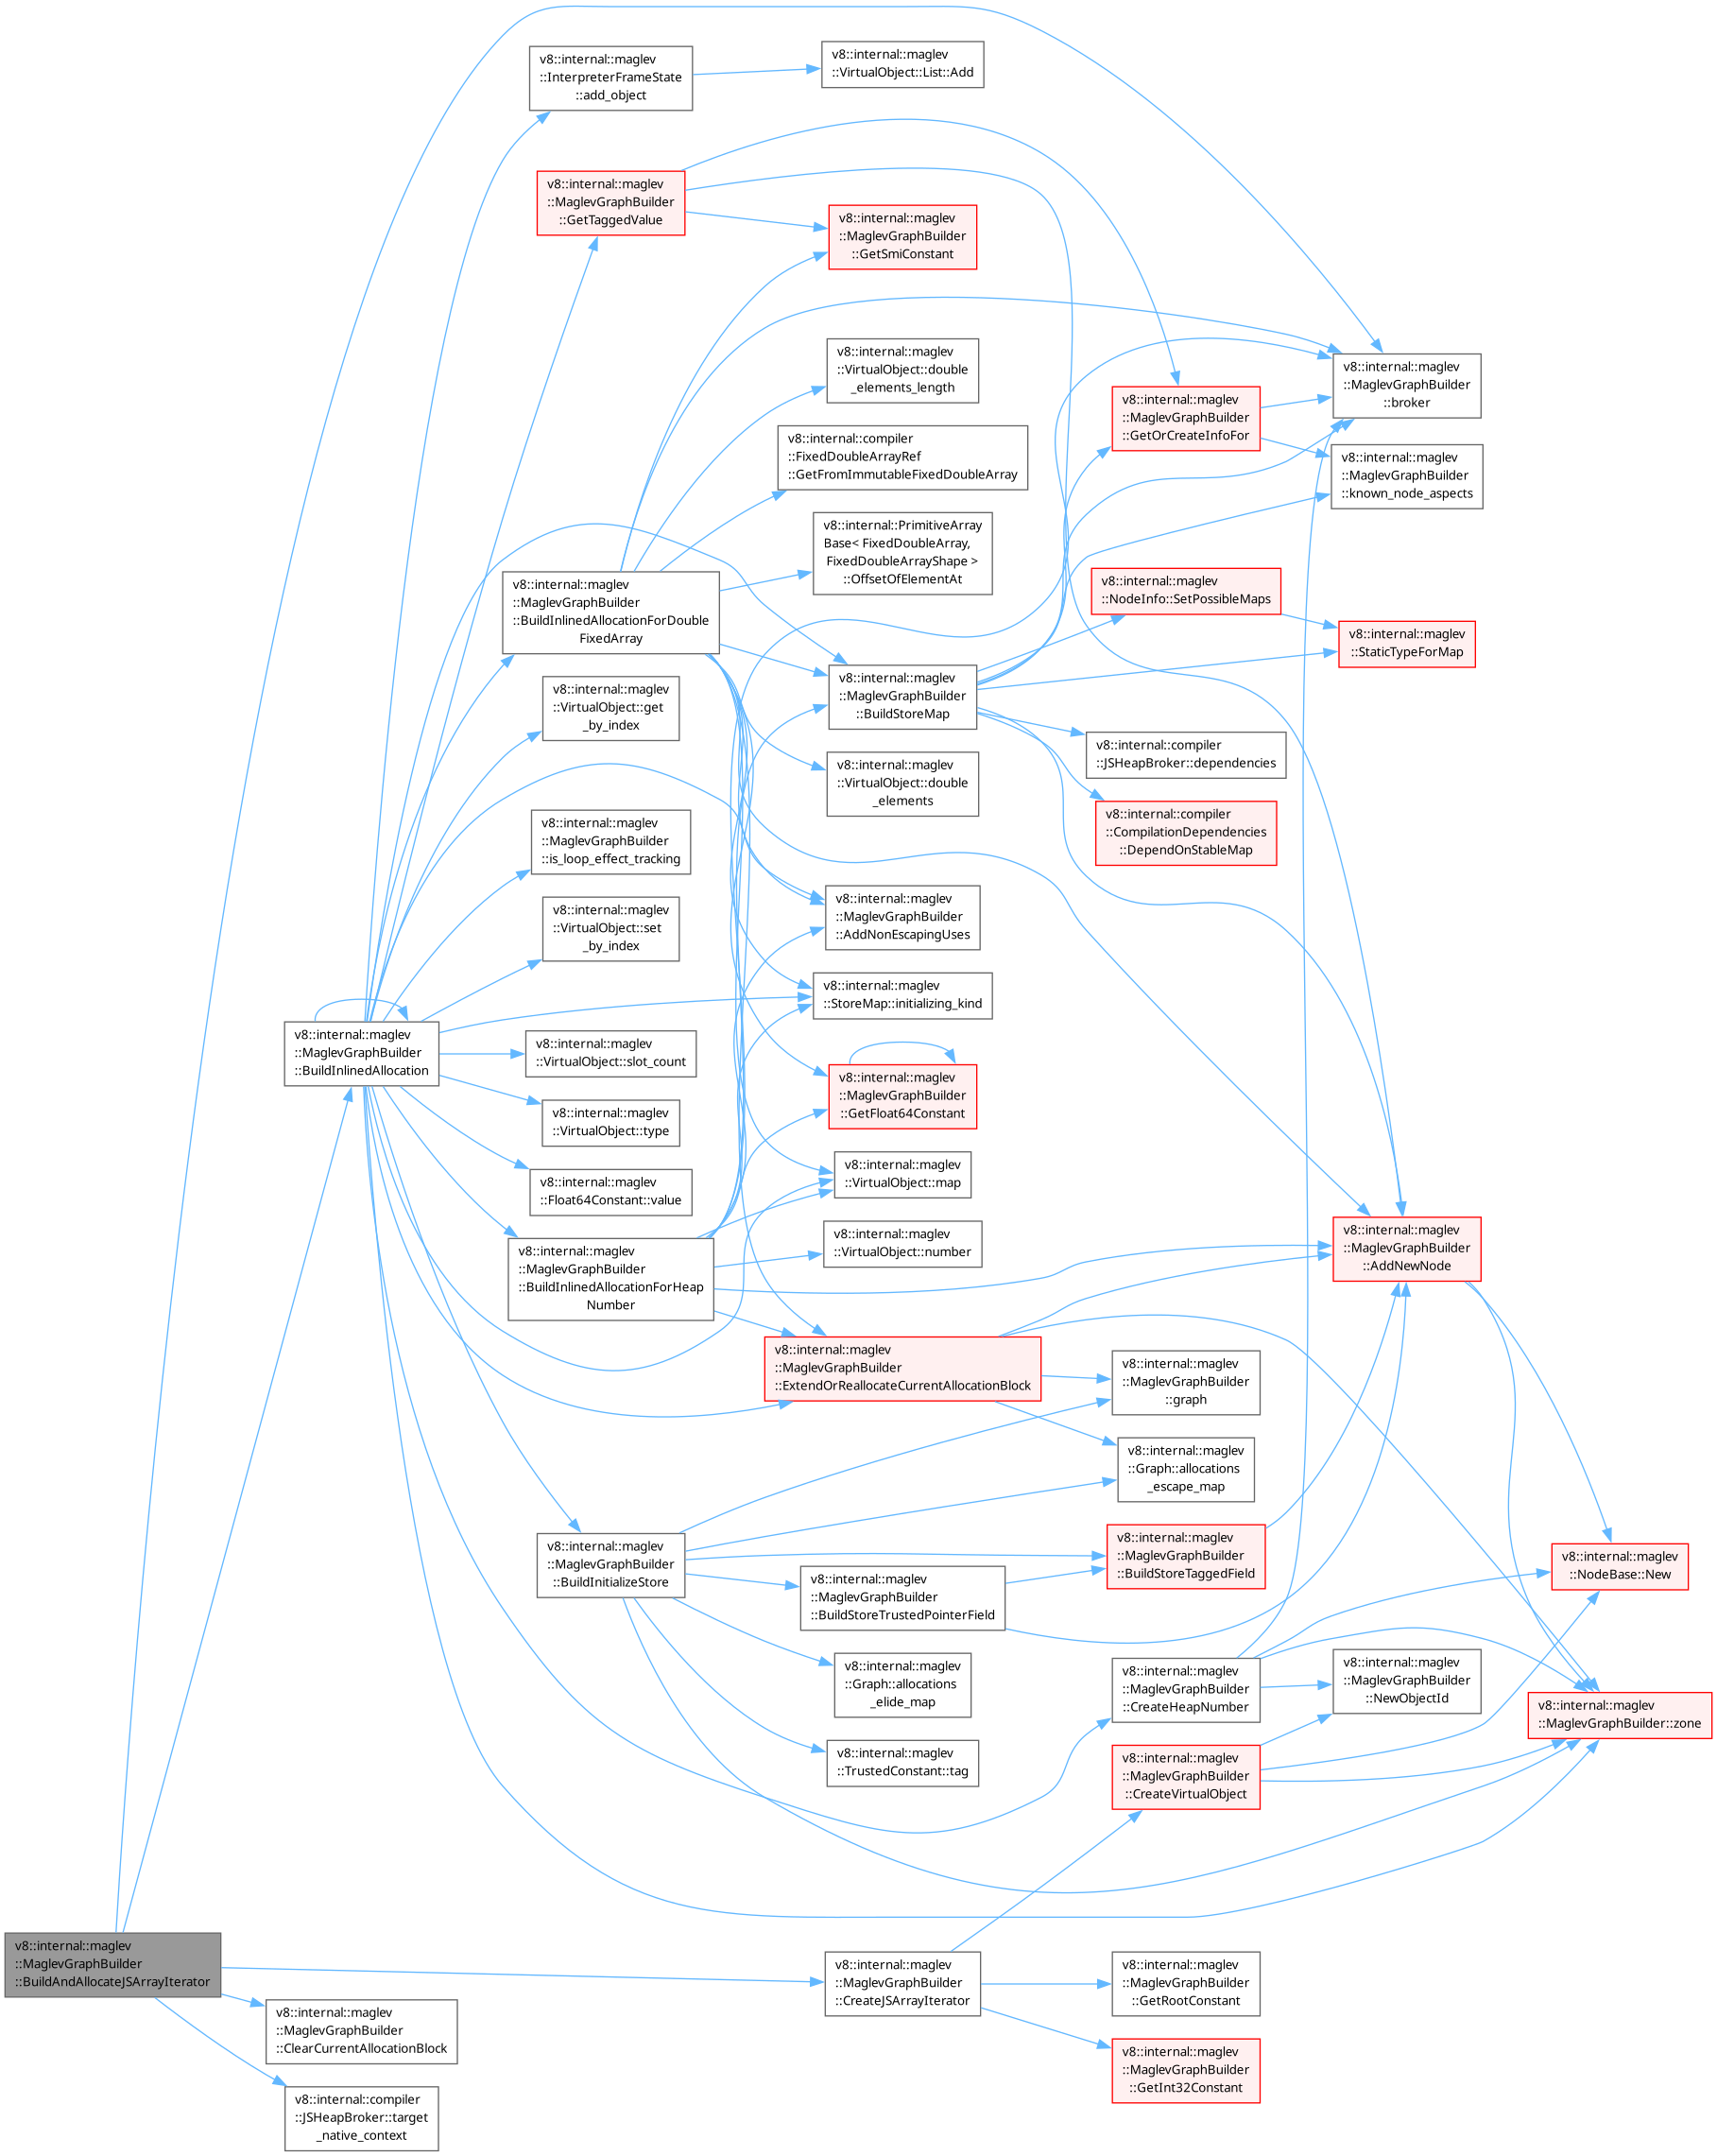 v8::internal::maglev
::InterpreterFrameState
::add_object
v8::internal::maglev
::VirtualObject::List::Add
v8::internal::maglev
::MaglevGraphBuilder
::GetTaggedValue
v8::internal::maglev
::MaglevGraphBuilder
::GetSmiConstant
v8::internal::maglev
::VirtualObject::double
_elements_length
v8::internal::maglev
::MaglevGraphBuilder
::broker
v8::internal::maglev
::MaglevGraphBuilder
::GetOrCreateInfoFor
v8::internal::compiler
::FixedDoubleArrayRef
::GetFromImmutableFixedDoubleArray
v8::internal::maglev
::MaglevGraphBuilder
::known_node_aspects
v8::internal::PrimitiveArray
Base< FixedDoubleArray,
FixedDoubleArrayShape >
::OffsetOfElementAt
v8::internal::maglev
::MaglevGraphBuilder
::BuildInlinedAllocationForDouble
FixedArray
v8::internal::maglev
::NodeInfo::SetPossibleMaps
v8::internal::maglev
::StaticTypeForMap
v8::internal::maglev
::VirtualObject::get
_by_index
v8::internal::maglev
::MaglevGraphBuilder
::BuildStoreMap
v8::internal::compiler
::JSHeapBroker::dependencies
v8::internal::maglev
::VirtualObject::double
_elements
v8::internal::compiler
::CompilationDependencies
::DependOnStableMap
v8::internal::maglev
::MaglevGraphBuilder
::is_loop_effect_tracking
v8::internal::maglev
::MaglevGraphBuilder
::AddNonEscapingUses
v8::internal::maglev
::VirtualObject::set
_by_index
v8::internal::maglev
::StoreMap::initializing_kind
v8::internal::maglev
::MaglevGraphBuilder
::BuildInlinedAllocation
v8::internal::maglev
::VirtualObject::slot_count
v8::internal::maglev
::MaglevGraphBuilder
::GetFloat64Constant
v8::internal::maglev
::VirtualObject::type
v8::internal::maglev
::VirtualObject::map
v8::internal::maglev
::Float64Constant::value
v8::internal::maglev
::VirtualObject::number
v8::internal::maglev
::MaglevGraphBuilder
::AddNewNode
v8::internal::maglev
::MaglevGraphBuilder
::BuildInlinedAllocationForHeap
Number
v8::internal::maglev
::MaglevGraphBuilder
::ExtendOrReallocateCurrentAllocationBlock
v8::internal::maglev
::MaglevGraphBuilder
::graph
v8::internal::maglev
::Graph::allocations
_escape_map
v8::internal::maglev
::MaglevGraphBuilder
::BuildInitializeStore
v8::internal::maglev
::MaglevGraphBuilder
::BuildStoreTaggedField
v8::internal::maglev
::NodeBase::New
v8::internal::maglev
::MaglevGraphBuilder
::BuildStoreTrustedPointerField
v8::internal::maglev
::Graph::allocations
_elide_map
v8::internal::maglev
::MaglevGraphBuilder
::CreateHeapNumber
v8::internal::maglev
::MaglevGraphBuilder
::NewObjectId
v8::internal::maglev
::MaglevGraphBuilder::zone
v8::internal::maglev
::TrustedConstant::tag
v8::internal::maglev
::MaglevGraphBuilder
::CreateVirtualObject
v8::internal::maglev
::MaglevGraphBuilder
::BuildAndAllocateJSArrayIterator
v8::internal::maglev
::MaglevGraphBuilder
::CreateJSArrayIterator
v8::internal::maglev
::MaglevGraphBuilder
::GetRootConstant
v8::internal::maglev
::MaglevGraphBuilder
::ClearCurrentAllocationBlock
v8::internal::maglev
::MaglevGraphBuilder
::GetInt32Constant
v8::internal::compiler
::JSHeapBroker::target
_native_context